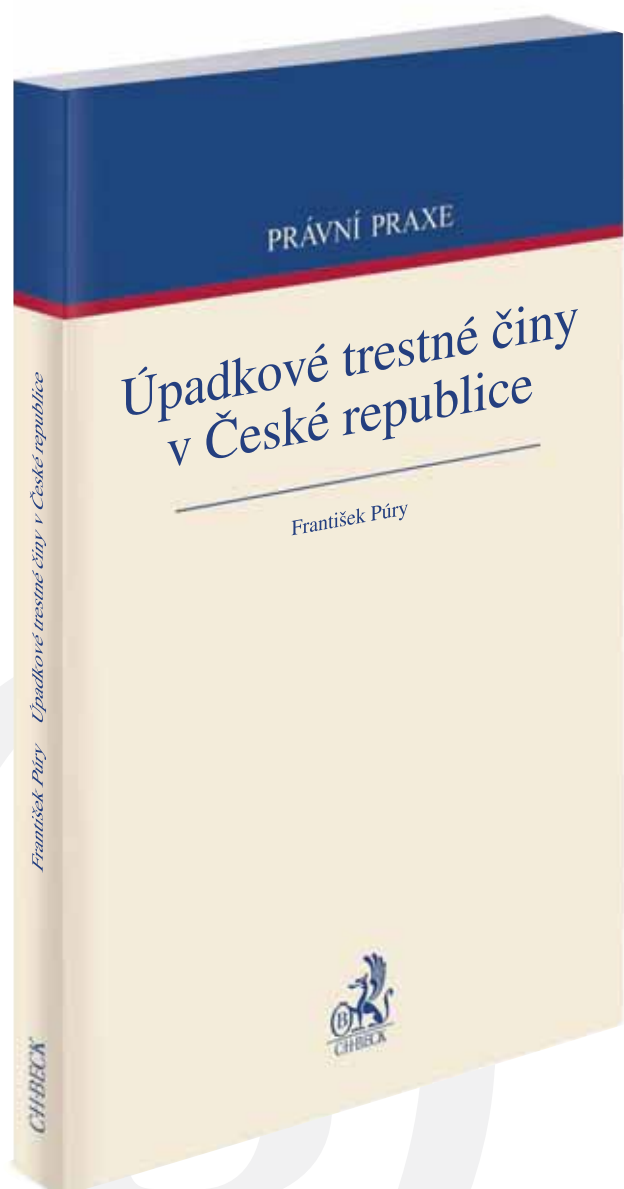 PRÁVNÍ PRAXE
Úpadkové trestné činy
v České republice
František Púry
B
C·H·BECK
František Púry Úpadkové trestné činy v České republice
C·H·BECK